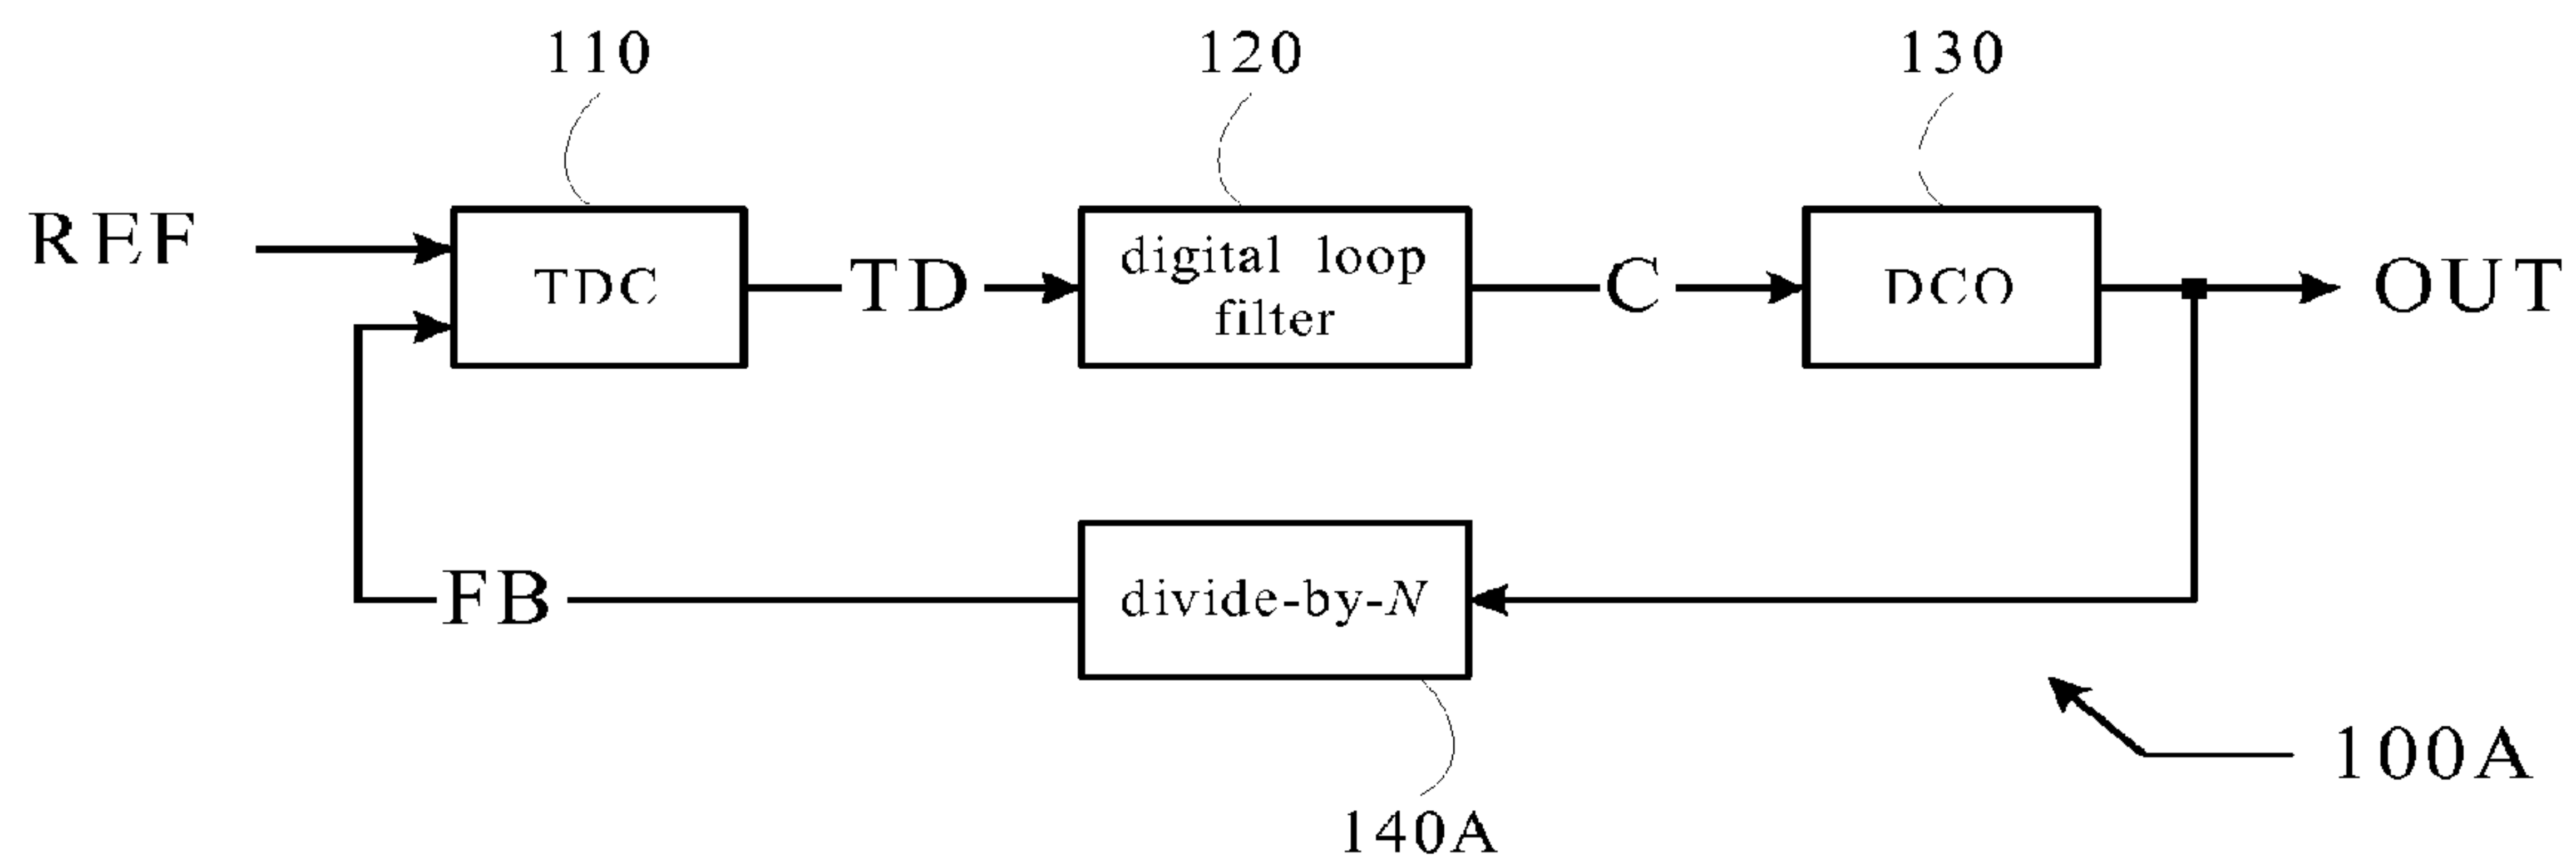 110
120
130
REF
TDC
TD
digital loop
filter
C
DCO
OUT
FB
divide-by-N
100A
140A